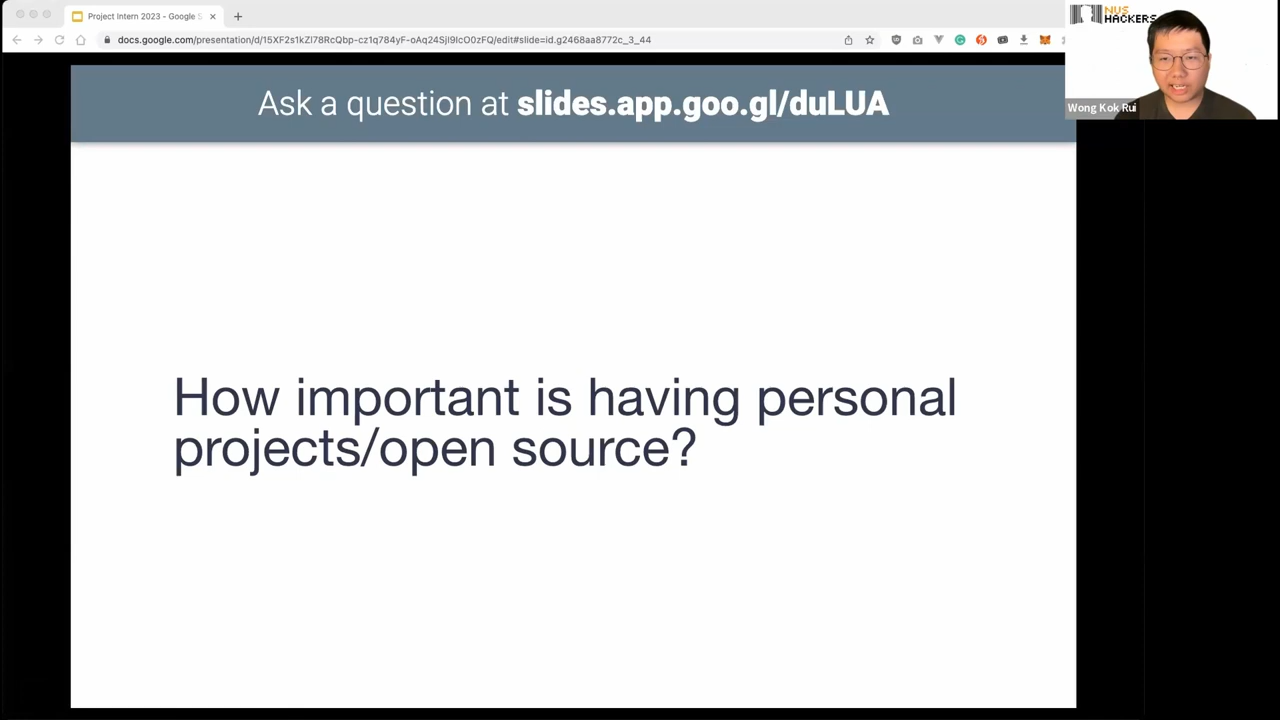 Project Intern 2023 - Google S
docs.google.com/presentation/d/15XF2s1kZl78RcQbp-cz1q784yF-oAq24SjI9IcO0zFQ/edit#slide=id.g2468aa8772c_3_44
NUS
HACKERS
Wong Kok Rui
Ask a question at slides.app.goo.gl/duLUA
How important is having personal
projects/open source?